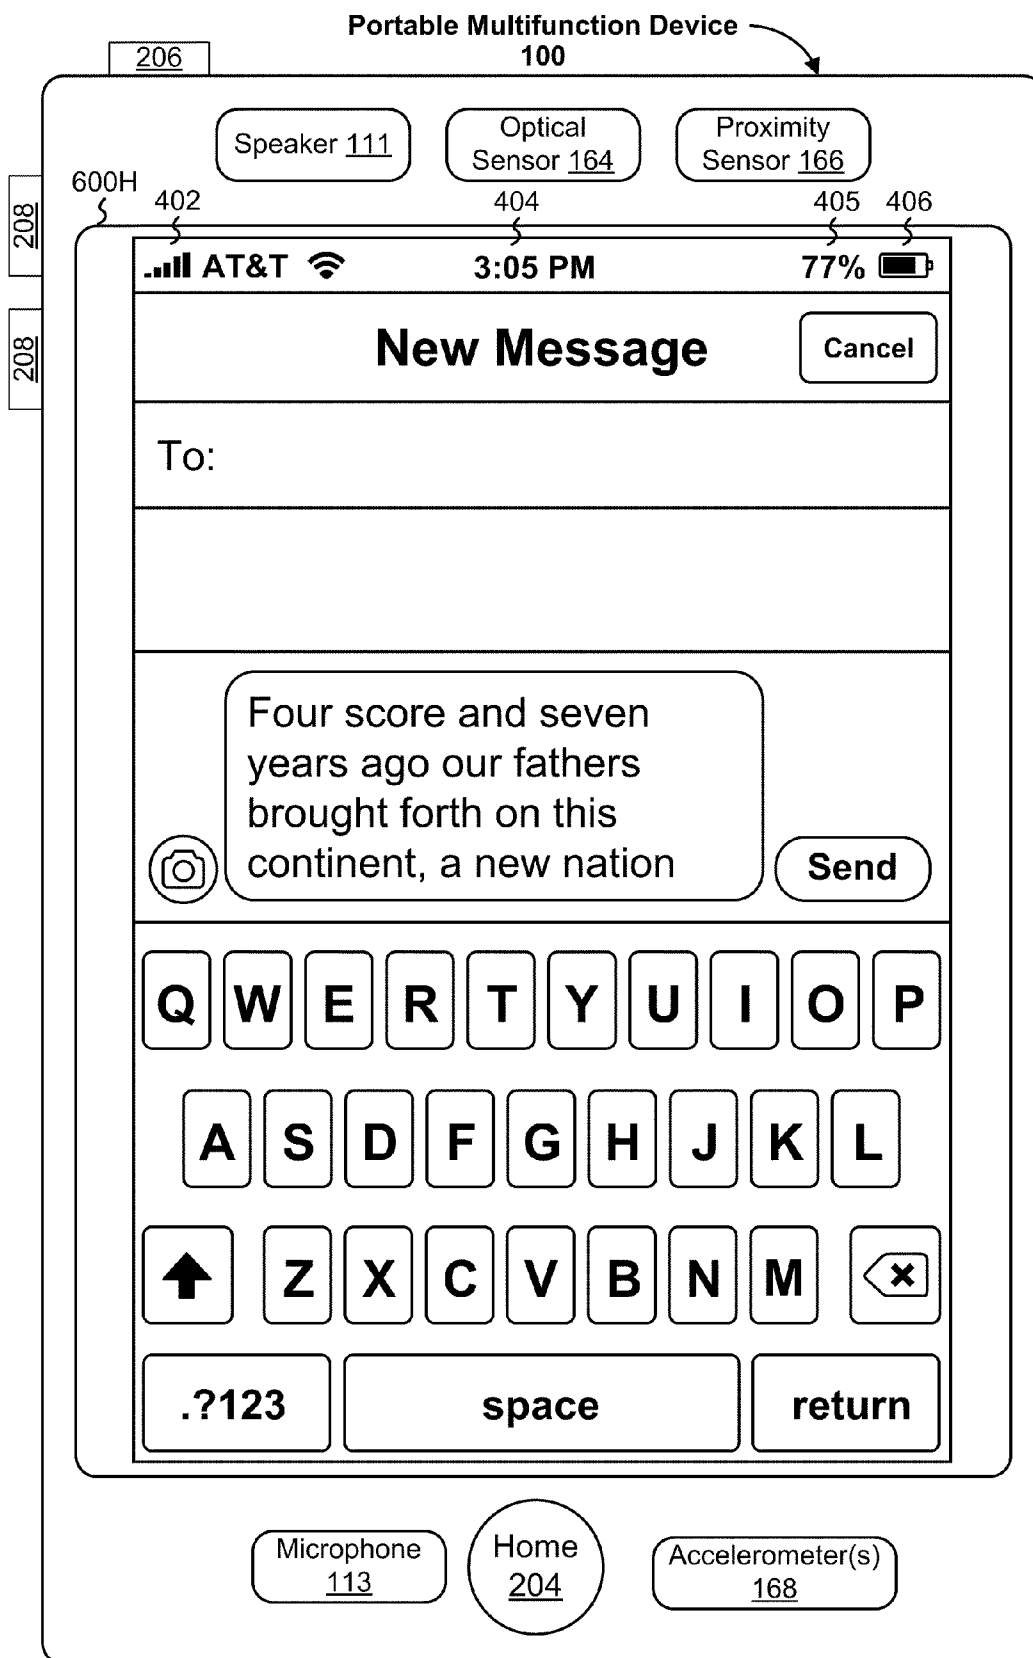 Portable Multifunction Device
100
206
Speaker 111
Optical
Sensor 164
Proximity
Sensor 166
600H
402
404
405
406
208
208
AT&T
3:05 PM
77%
New Message
Cancel
To:
Four score and seven
years ago our fathers
brought forth on this
continent, a new nation
Send
Q W E R T Y U I O P
A S D F G H J K L
Z X C V B N M
.?123 space return
Microphone
113
Home
204
Accelerometer(s)
168